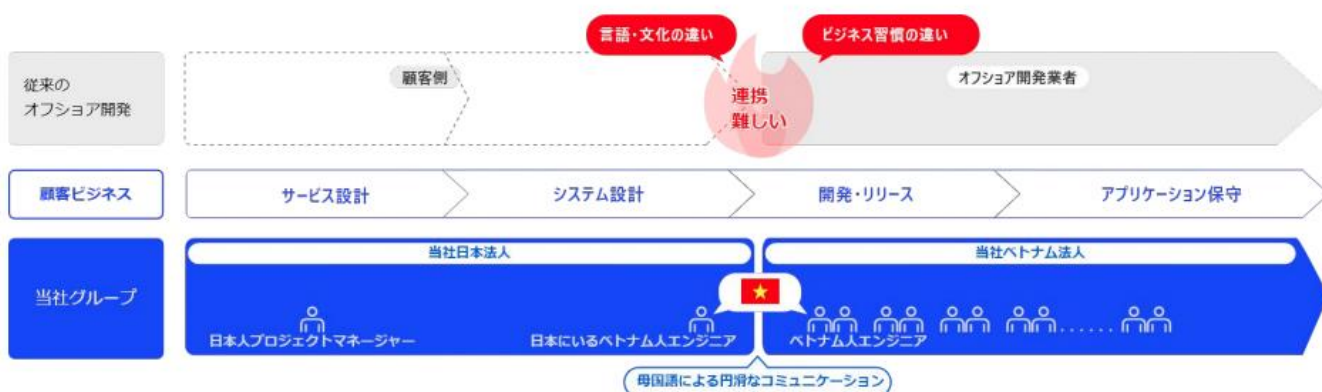 言語・文化の違い
ビジネス習慣の違い
従来の
オフショア開発
顧客側
連携
難しい
オフショア開発業者
顧客ビジネス
サービス設計
システム設計
開発・リリース
アプリケーション保守
当社グループ
当社日本法人
当社ベトナム法人
日本人プロジェクトマネージャー
日本にいるベトナム人エンジニア
ベトナム人エンジニア
......
母国語による円滑なコミュニケーション